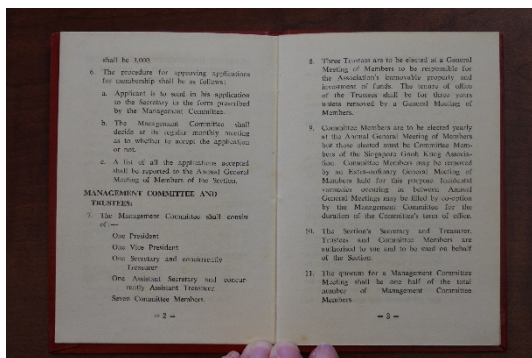 shall be 3,000.
6. The procedure for approving applications
for membership shall be as follows:
a. Applicant is to send in his application
to the Secretary in the form prescribed
by the Management Committee.
b. The Management Committee shall
decide at its regular monthly meeting
as to whether to accept the application
or not.
c. A list of all the applications accepted
shall be reported to the Annual General
Meeting of Members of the Section.
MANAGEMENT COMMITTEE AND
TRUSTEES:
7. The Management Committee shall consist
of:—
One President
One Vice President
One Secretary and concurrently
Treasurer
One Assistant Secretary and concur-
rently Assistant Treasurer
Seven Committee Members.
— 2 —
8. Three Trustees are to be elected at a General
Meeting of Members to be responsible for
the Association's immovable property and
investment of funds. The tenure of office
of the Trustees shall be for three years
unless removed by a General Meeting of
Members.
9. Committee Members are to be elected yearly
at the Annual General Meeting of Members
but those elected must be Committee Mem-
bers of the Singapore Associa-
tion. Committee Members may be removed
by an Extra-ordinary General Meeting of
Members held for this purpose. Incidental
vacancies occuring in between Annual
General Meetings may be filled by co-option
by the Management Committee for the
duration of the Committee's term of office.
10. The Section's Secretary and Treasurer,
Trustees and Committee Members are
authorised to sue and to be sued on behalf
of the Section.
11. The quorum for a Management Committee
Meeting shall be one half of the total
number of Management Committee
Members.
— 3 —